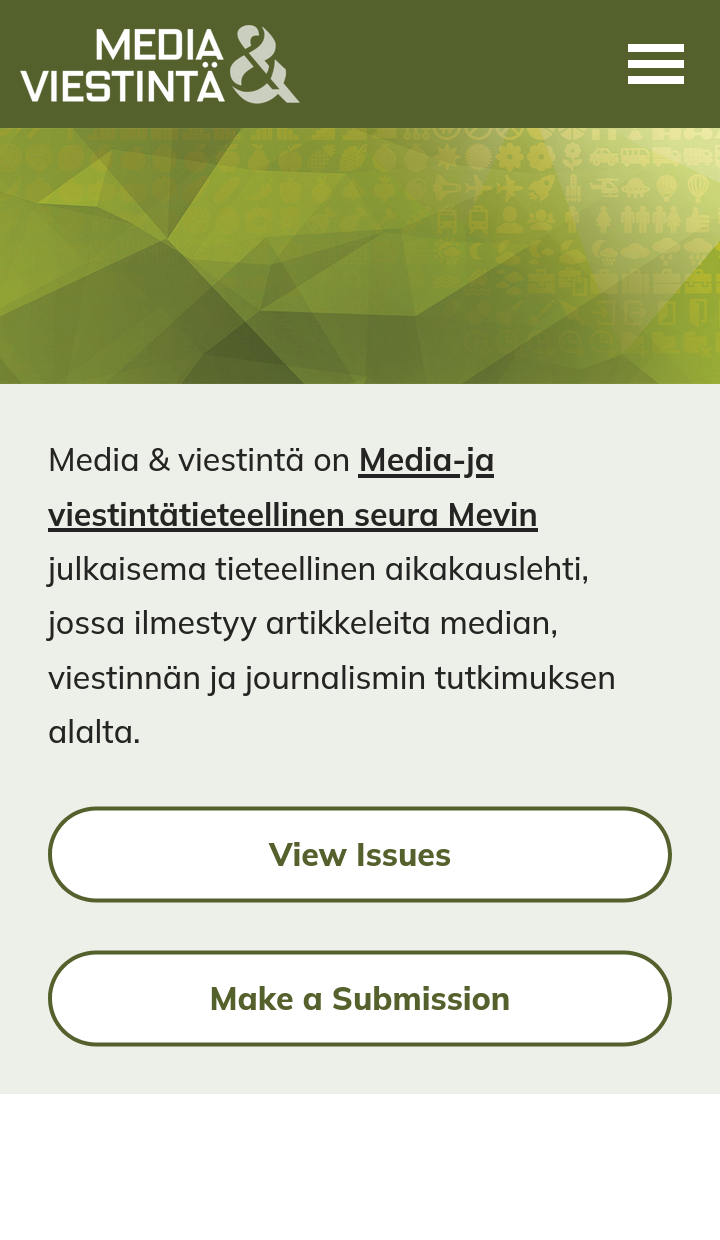 MEDIA &
VIESTINTÄ
Media & viestintä on Media-ja
viestintätieteellinen seura Mevin
julkaisema tieteellinen aikakauslehti,
jossa ilmestyy artikkeleita median,
viestinnän ja journalismin tutkimuksen
alalta.
View Issues
Make a Submission